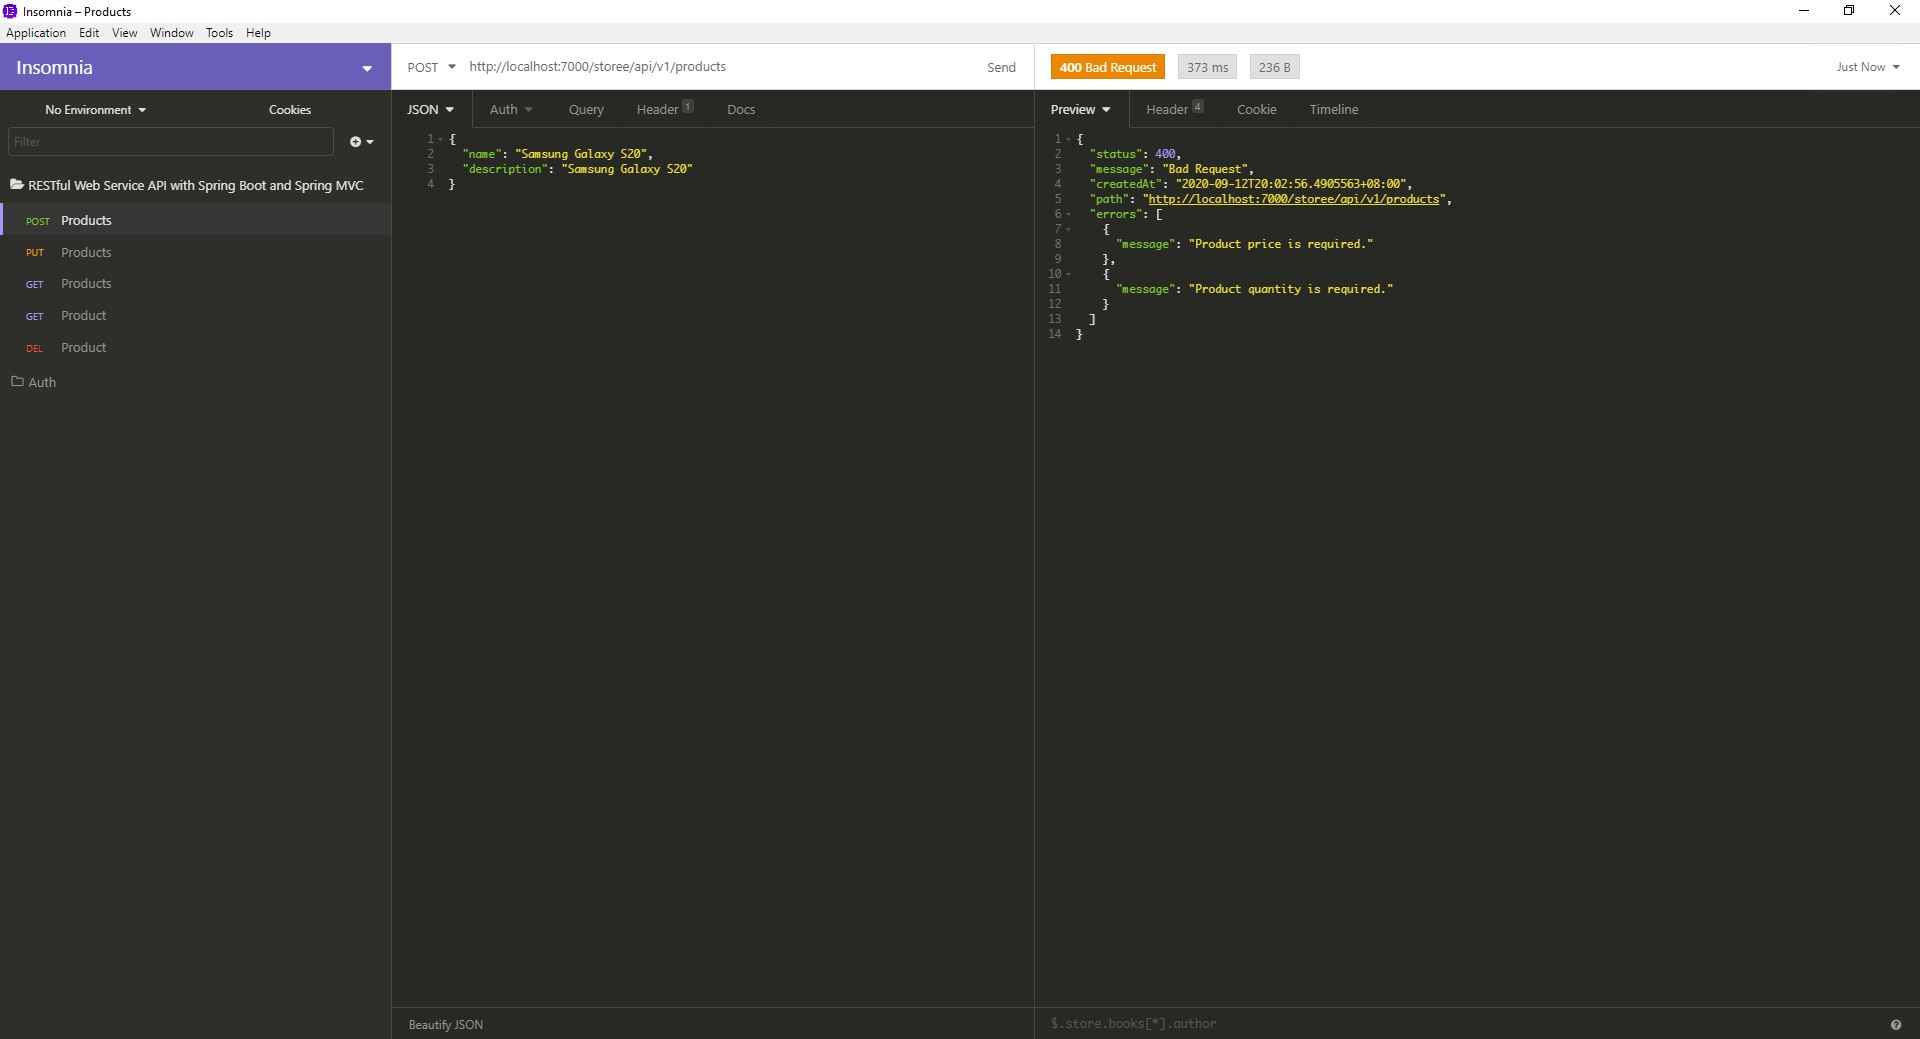 Insomnia – Products
Application Edit View Window Tools Help
Insomnia
POST http://localhost:7000/storee/api/v1/products Send
400 Bad Request 373 ms 236 B Just Now
No Environment Cookies
Filter
RESTful Web Service API with Spring Boot and Spring MVC
POST Products
PUT Products
GET Products
GET Product
DEL Product
Auth
JSON Auth Query Header 1 Docs
1 {
2 "name": "Samsung Galaxy S20",
3 "description": "Samsung Galaxy S20"
4 }
Beautify JSON
Preview Header 4 Cookie Timeline
1 {
2 "status": 400,
3 "message": "Bad Request",
4 "createdAt": "2020-09-12T20:02:56.4905563+08:00",
5 "path": "http://localhost:7000/storee/api/v1/products",
6 "errors": [
7 {
8 "message": "Product price is required."
9 },
10 {
11 "message": "Product quantity is required."
12 }
13 ]
14 }
$.store.books[*].author